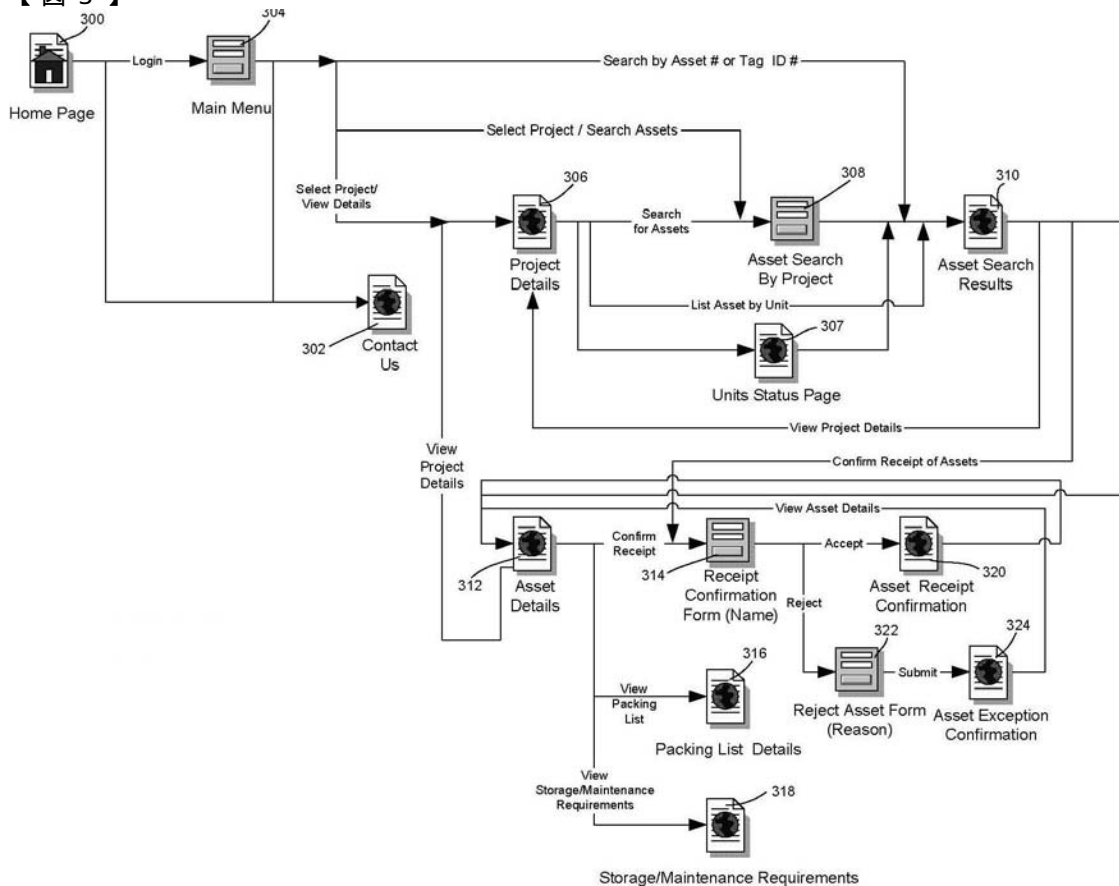 【図3】
300
304
Login
Search by Asset # or Tag ID #
Home Page
Main Menu
Select Project / Search Assets
Select Project/
View Details
306
308
310
Search
for Assets
Project
Details
Asset Search
By Project
Asset Search
Results
List Asset by Unit
302
Contact
Us
307
Units Status Page
View Project Details
View
Project
Details
Confirm Receipt of Assets
View Asset Details
Confirm
Receipt
Accept
312
Asset
Details
314
Receipt
Confirmation
Form (Name)
320
Asset Receipt
Confirmation
Reject
322
324
Submit
Reject Asset Form
(Reason)
Asset Exception
Confirmation
316
View
Packing
List
Packing List Details
View
Storage/Maintenance
Requirements
318
Storage/Maintenance Requirements